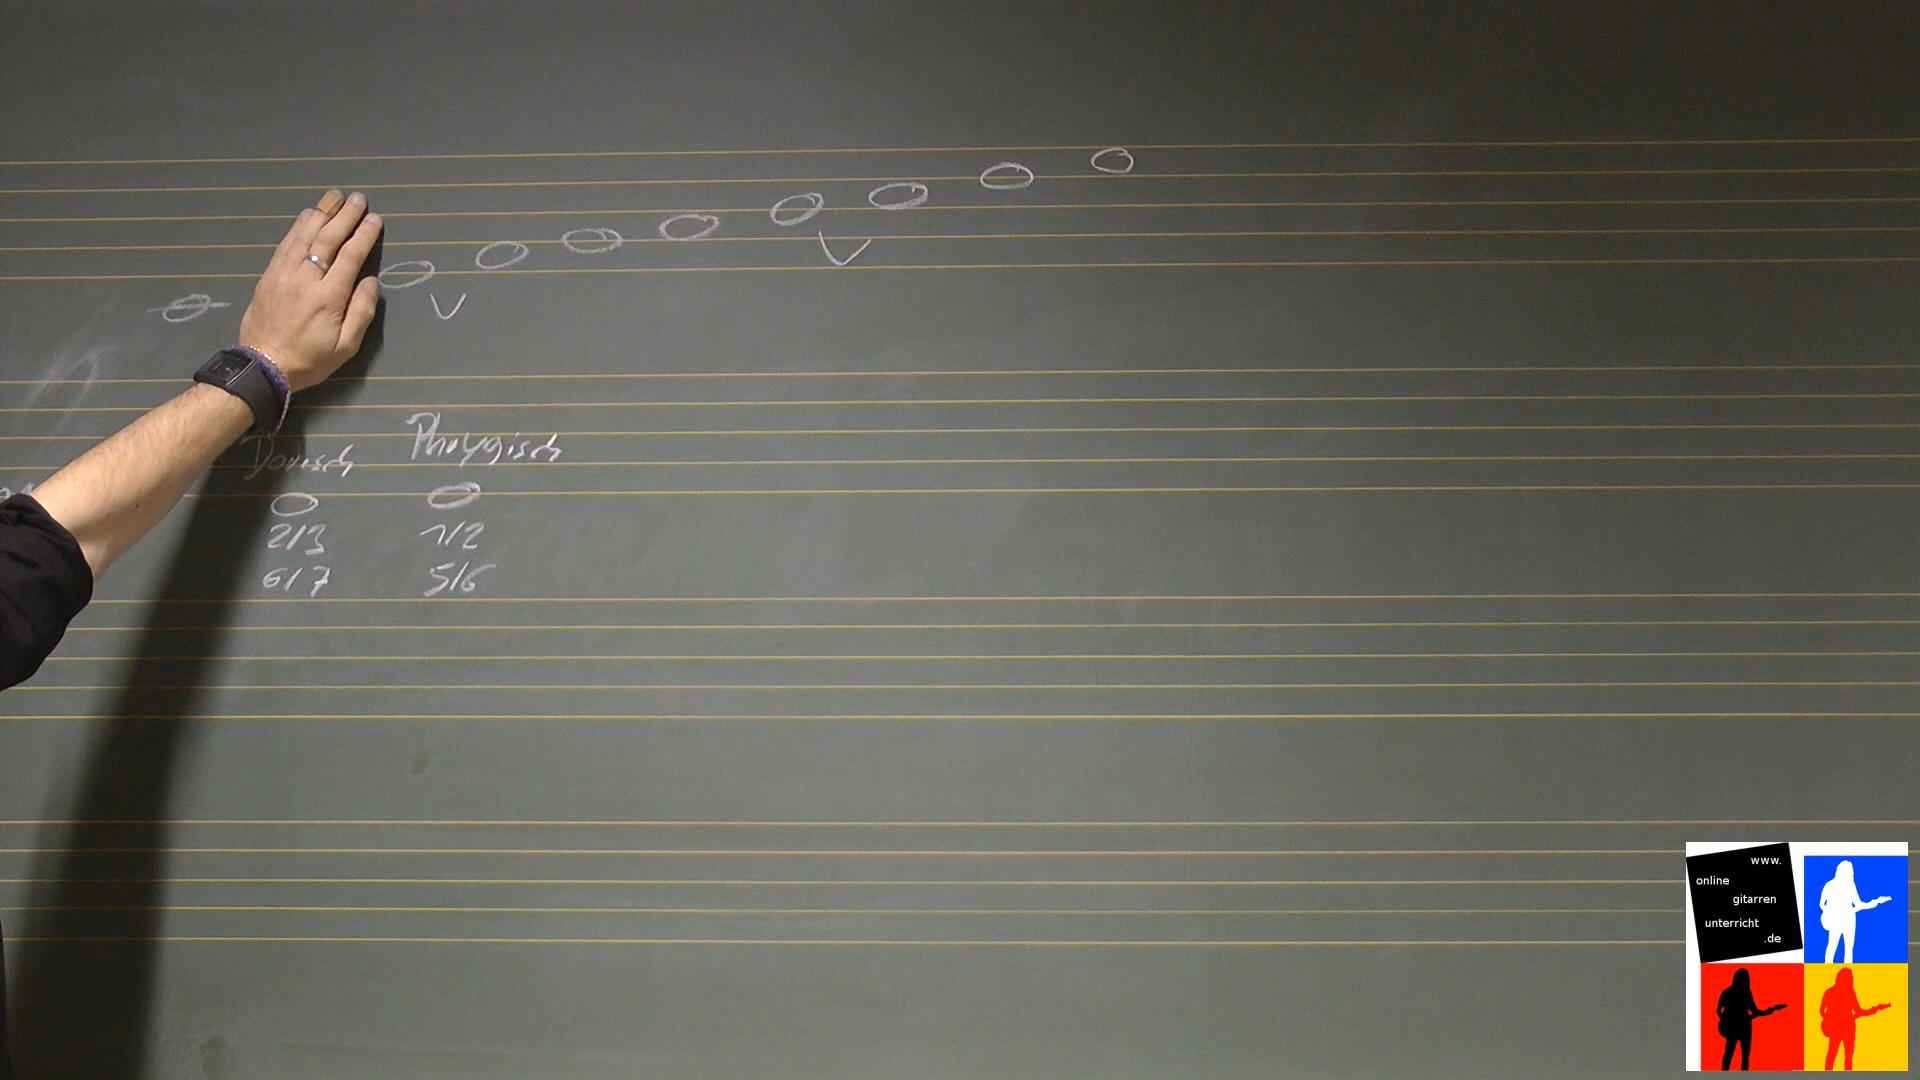 Dorisch Phrygisch
2/3 1/2
6/7 5/6
www.
online
gitarren
unterricht
.de